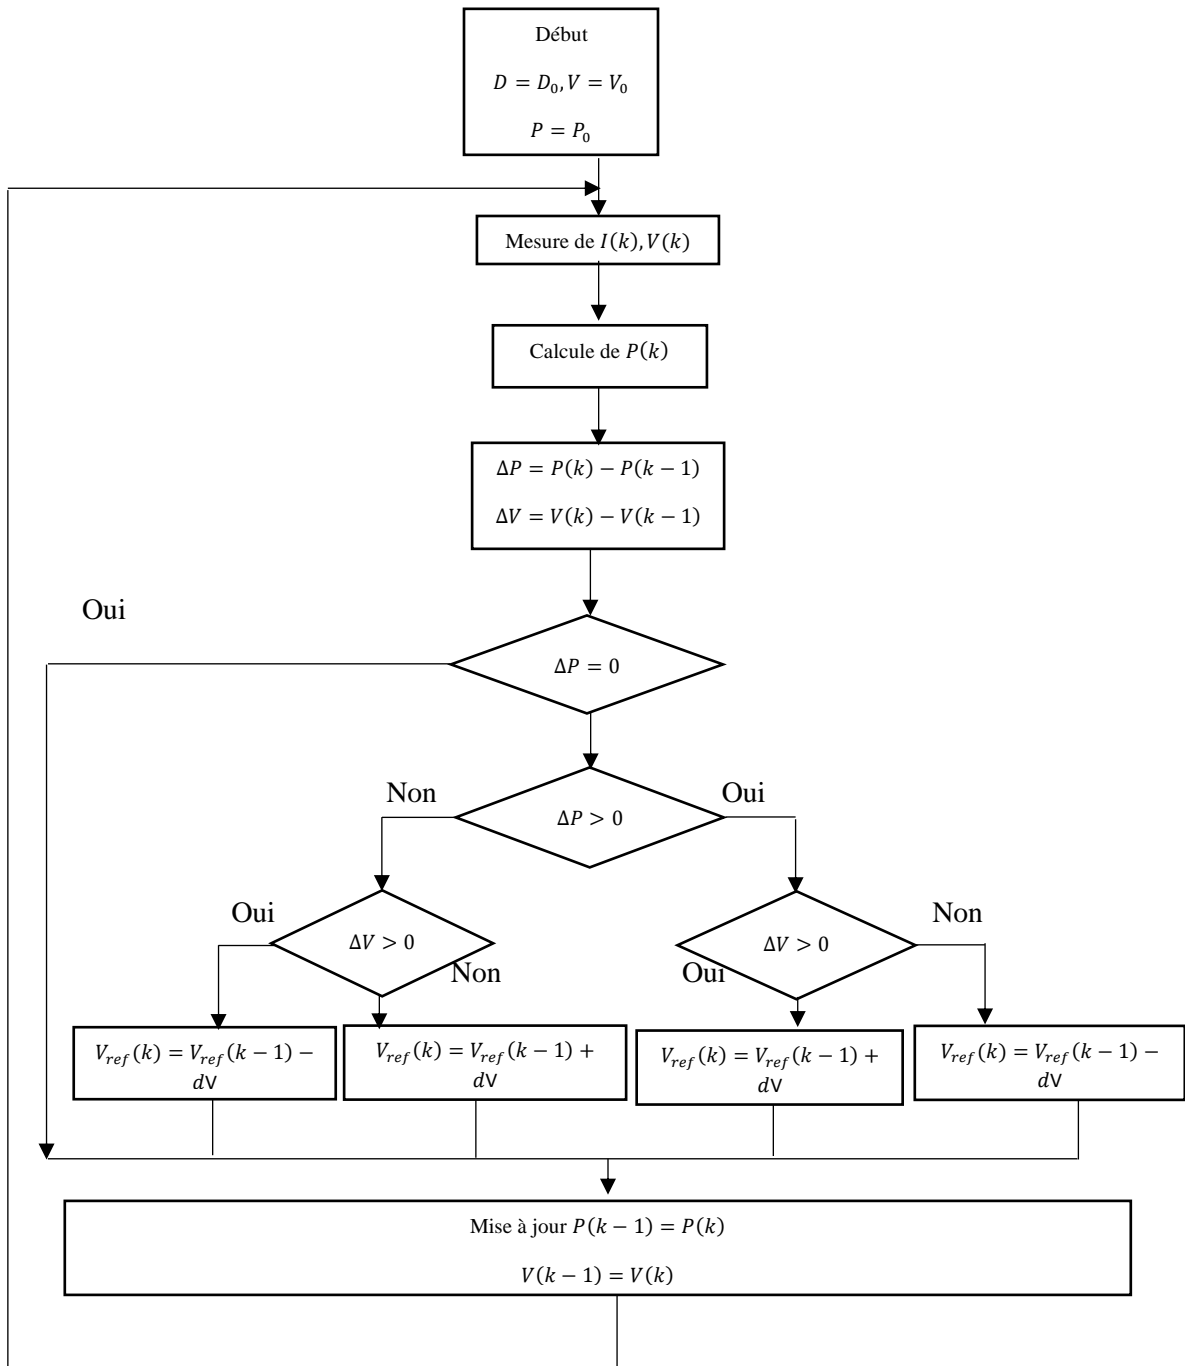 Début
D = D₀, V = V₀
P = P₀
Mesure de I(k), V(k)
Calcule de P(k)
ΔP = P(k) − P(k − 1)
ΔV = V(k) − V(k − 1)
Oui
ΔP = 0
Non
Oui
ΔP > 0
Oui
ΔV > 0
Non
ΔV > 0
Oui
Non
V_ref(k) = V_ref(k − 1) −
dV
V_ref(k) = V_ref(k − 1) +
dV
V_ref(k) = V_ref(k − 1) +
dV
V_ref(k) = V_ref(k − 1) −
dV
Mise à jour P(k − 1) = P(k)
V(k − 1) = V(k)